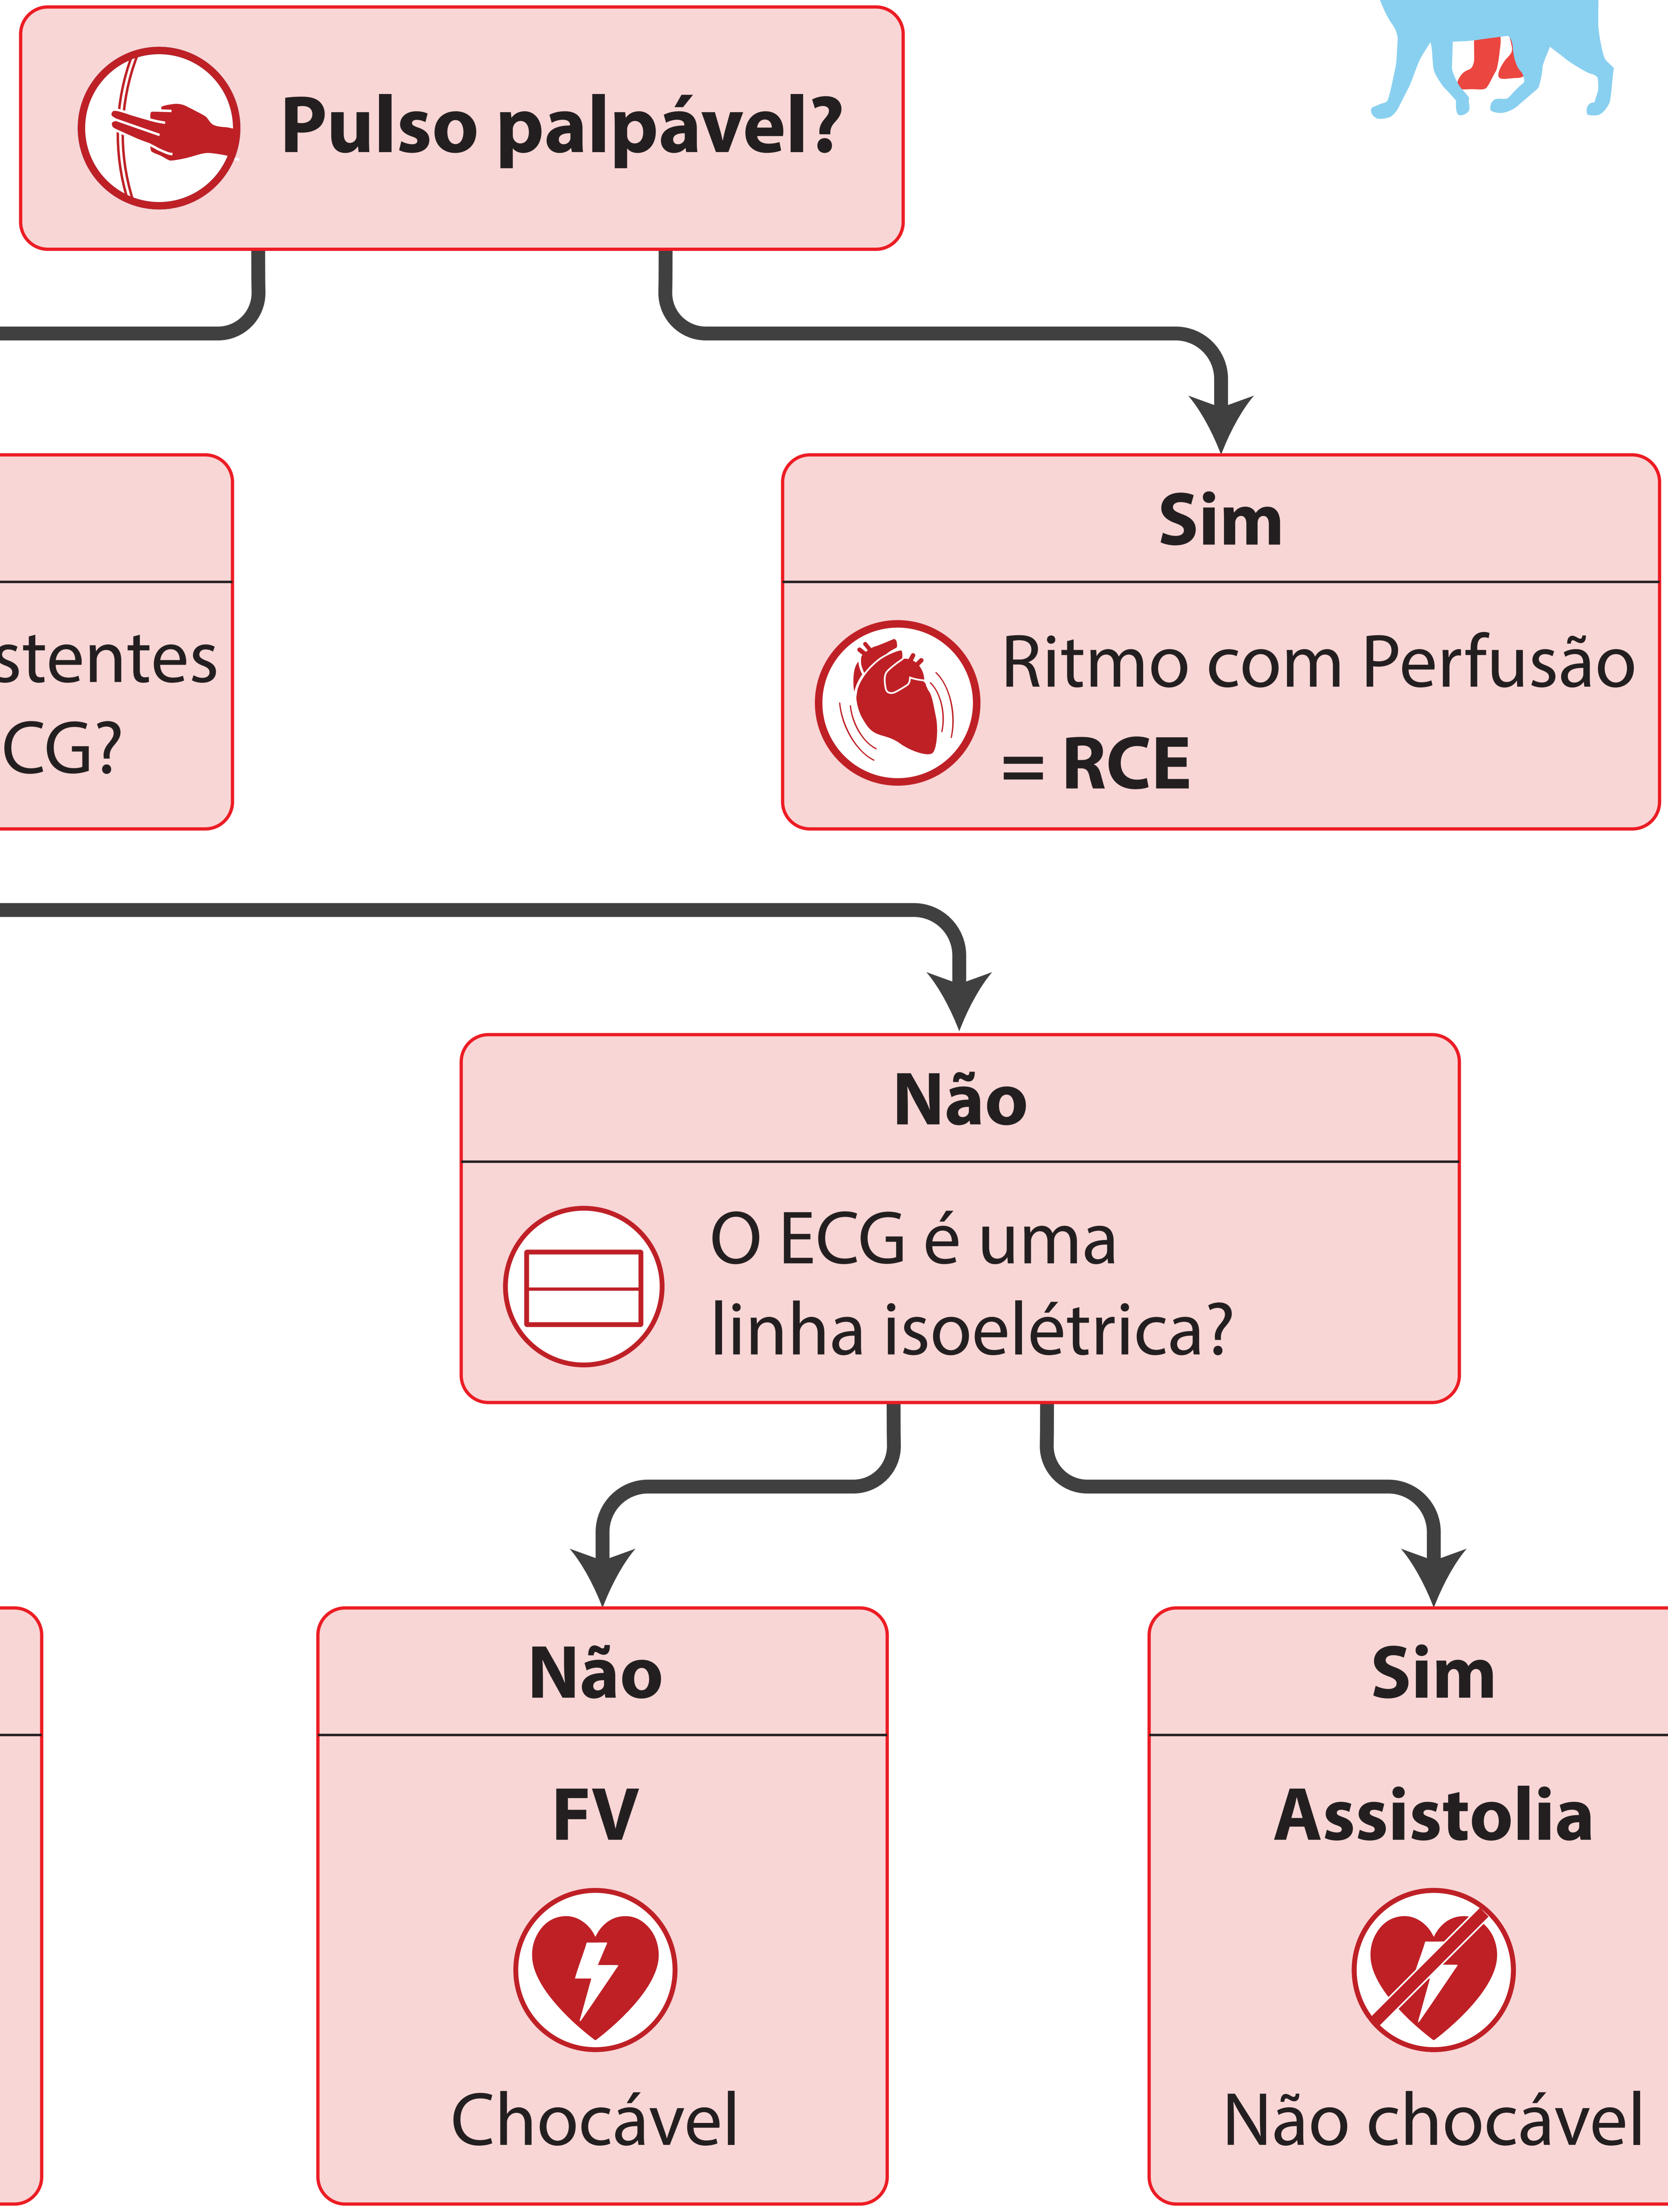 Pulso palpável?
Sim
stentes
CG?
Ritmo com Perfusão
= RCE
Não
O ECG é uma
linha isoelétrica?
Não
FV
Chocável
Sim
Assistolia
Não chocável